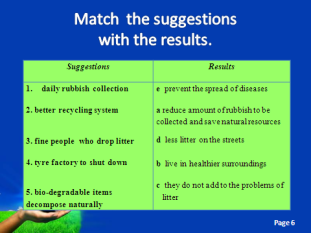 Match the suggestions
with the results.
Suggestions
Results
1. daily rubbish collection
e prevent the spread of diseases
2. better recycling system
a reduce amount of rubbish to be
collected and save natural resources
3. fine people who drop litter
d less litter on the streets
4. tyre factory to shut down
b live in healthier surroundings
5. bio-degradable items
decompose naturally
c they do not add to the problems of
litter
Page 6